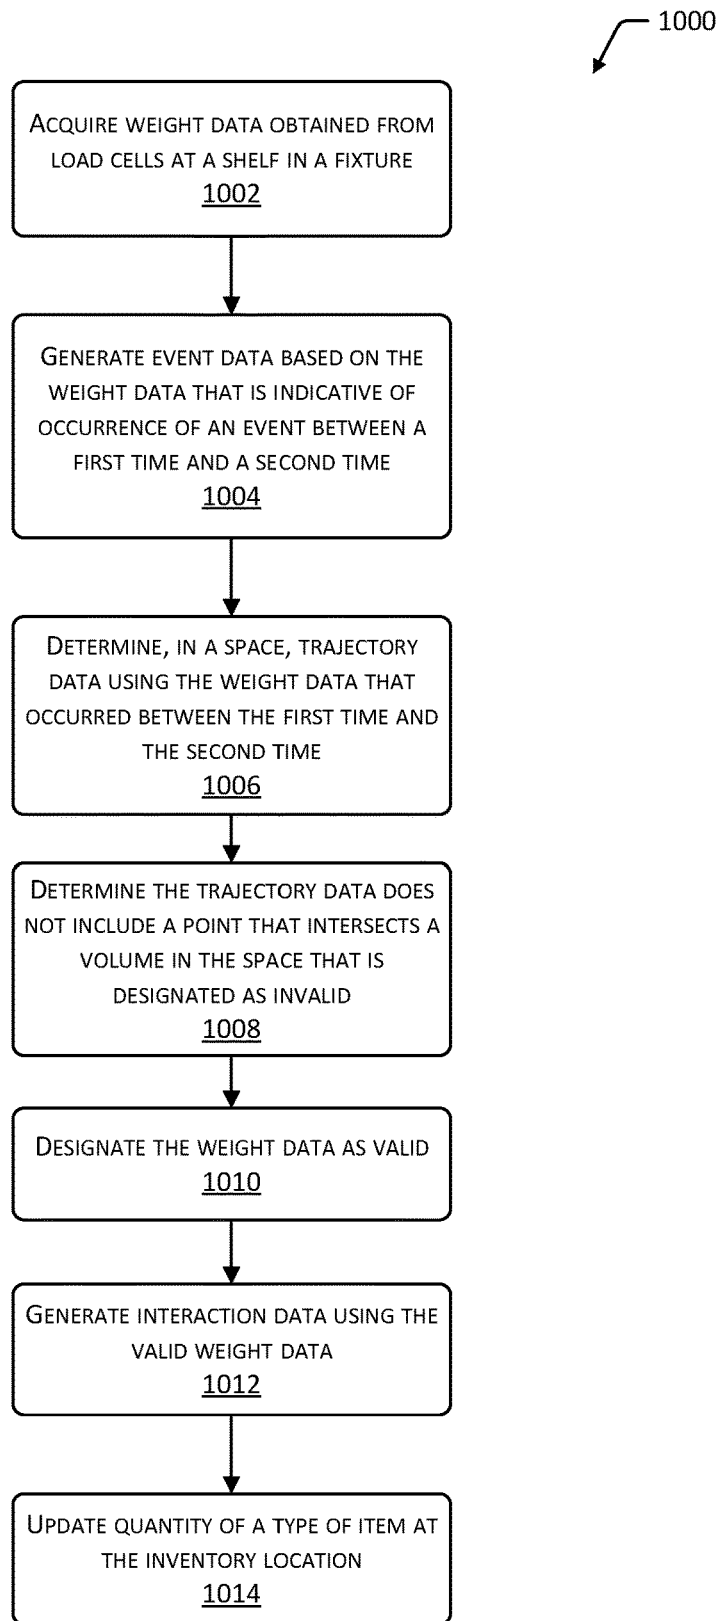 1000
ACQUIRE WEIGHT DATA OBTAINED FROM
LOAD CELLS AT A SHELF IN A FIXTURE
1002
GENERATE EVENT DATA BASED ON THE
WEIGHT DATA THAT IS INDICATIVE OF
OCCURRENCE OF AN EVENT BETWEEN A
FIRST TIME AND A SECOND TIME
1004
DETERMINE, IN A SPACE, TRAJECTORY
DATA USING THE WEIGHT DATA THAT
OCCURRED BETWEEN THE FIRST TIME AND
THE SECOND TIME
1006
DETERMINE THE TRAJECTORY DATA DOES
NOT INCLUDE A POINT THAT INTERSECTS A
VOLUME IN THE SPACE THAT IS
DESIGNATED AS INVALID
1008
DESIGNATE THE WEIGHT DATA AS VALID
1010
GENERATE INTERACTION DATA USING THE
VALID WEIGHT DATA
1012
UPDATE QUANTITY OF A TYPE OF ITEM AT
THE INVENTORY LOCATION
1014